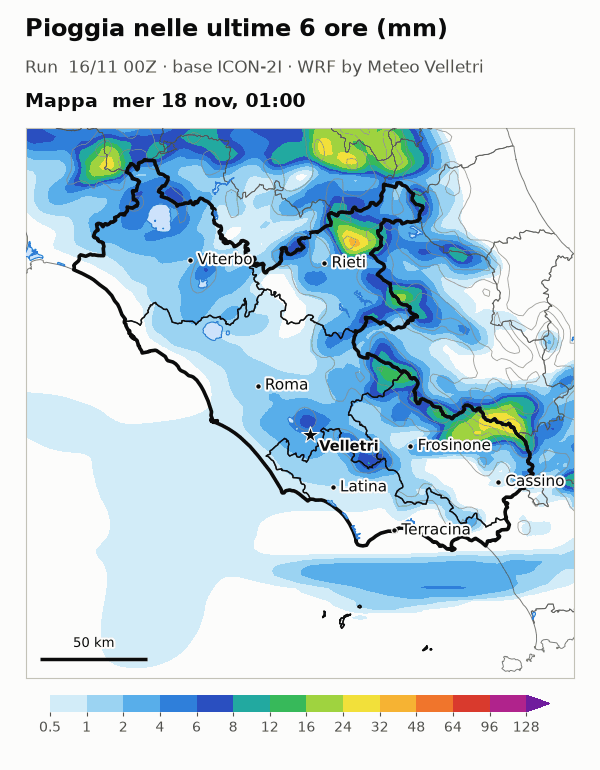 Pioggia nelle ultime 6 ore (mm)
Run  16/11 00Z · base ICON-2I · WRF by Meteo Velletri
Mappa  mer 18 nov, 01:00
Viterbo
Rieti
Roma
Velletri
Frosinone
Latina
Cassino
Terracina
50 km
0.5 1 2 4 6 8 12 16 24 32 48 64 96 128